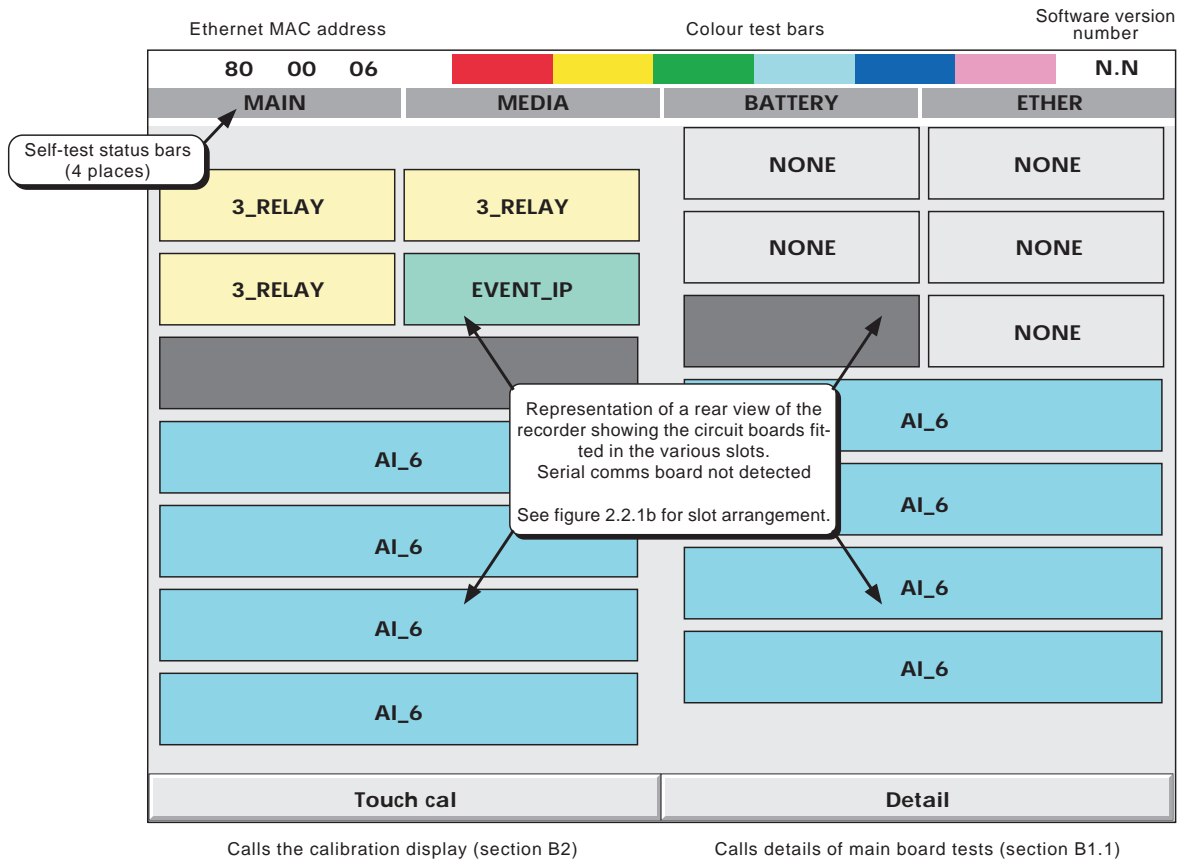 Ethernet MAC address
Colour test bars
Software version
number
80 00 06
N.N
MAIN
MEDIA
BATTERY
ETHER
Self-test status bars
(4 places)
3_RELAY
3_RELAY
NONE
NONE
3_RELAY
EVENT_IP
NONE
NONE
NONE
Representation of a rear view of the
recorder showing the circuit boards fit-
ted in the various slots.
Serial comms board not detected
See figure 2.2.1b for slot arrangement.
AI_6
AI_6
AI_6
AI_6
AI_6
AI_6
AI_6
AI_6
Touch cal
Detail
Calls the calibration display (section B2)
Calls details of main board tests (section B1.1)